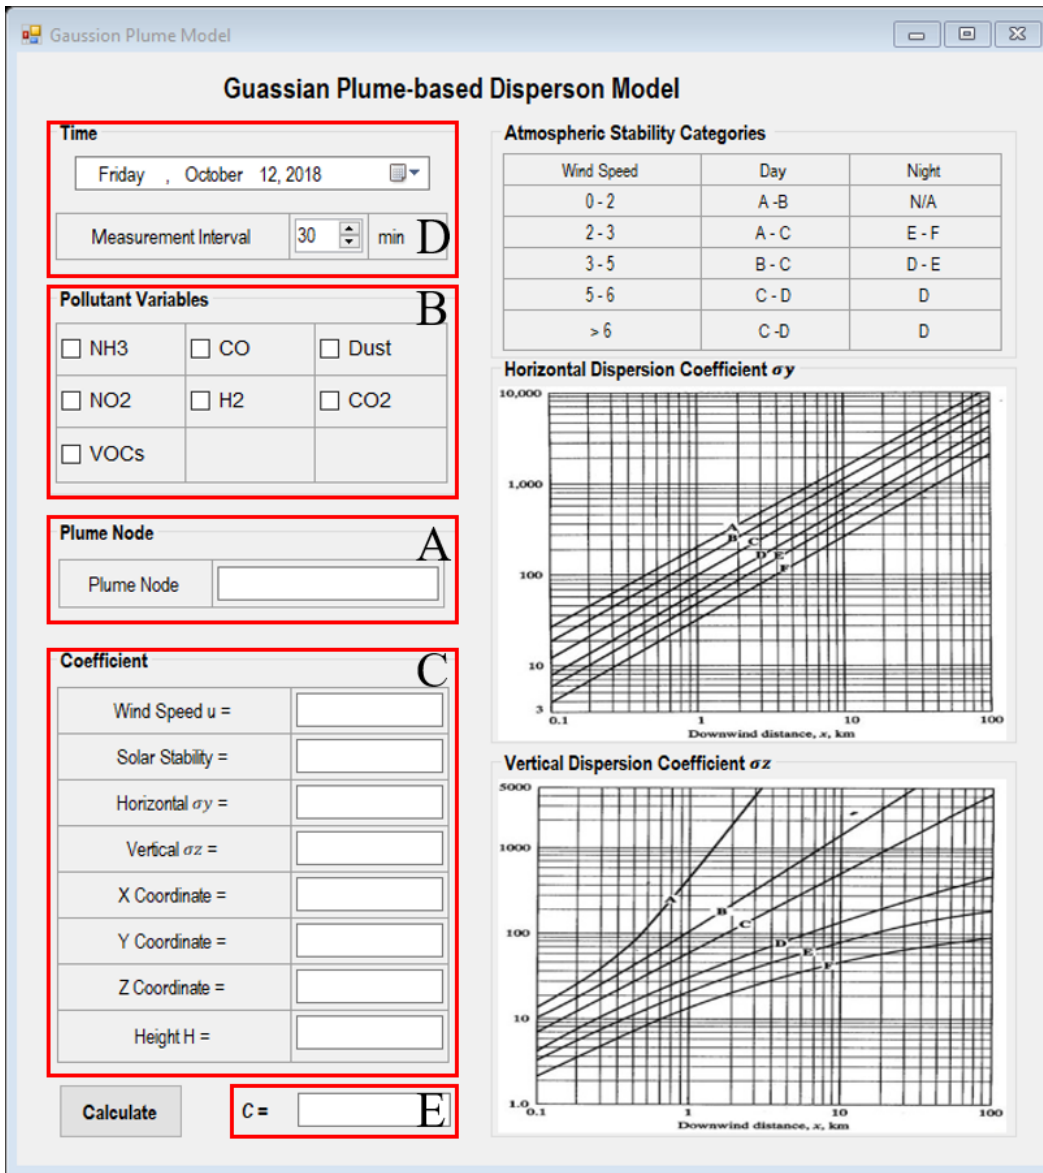 Gaussion Plume Model
Guassian Plume-based Disperson Model
Time
Friday , October 12, 2018
Measurement Interval 30 min D
Pollutant Variables B
NH3 CO Dust
NO2 H2 CO2
VOCs
Plume Node A
Plume Node
Coefficient C
Wind Speed u =
Solar Stability =
Horizontal σy =
Vertical σz =
X Coordinate =
Y Coordinate =
Z Coordinate =
Height H =
Calculate C = E
Atmospheric Stability Categories
Wind Speed Day Night
0 - 2 A -B N/A
2 - 3 A - C E - F
3 - 5 B - C D - E
5 - 6 C - D D
> 6 C -D D
Horizontal Dispersion Coefficient σy
10,000
1,000
100
10
3
A
B C
D E
F
0.1 1 10 100
Downwind distance, x, km
Vertical Dispersion Coefficient σz
5000
1000
100
10
1.0
A
B
C
D
E
F
0.1 1 10 100
Downwind distance, x, km